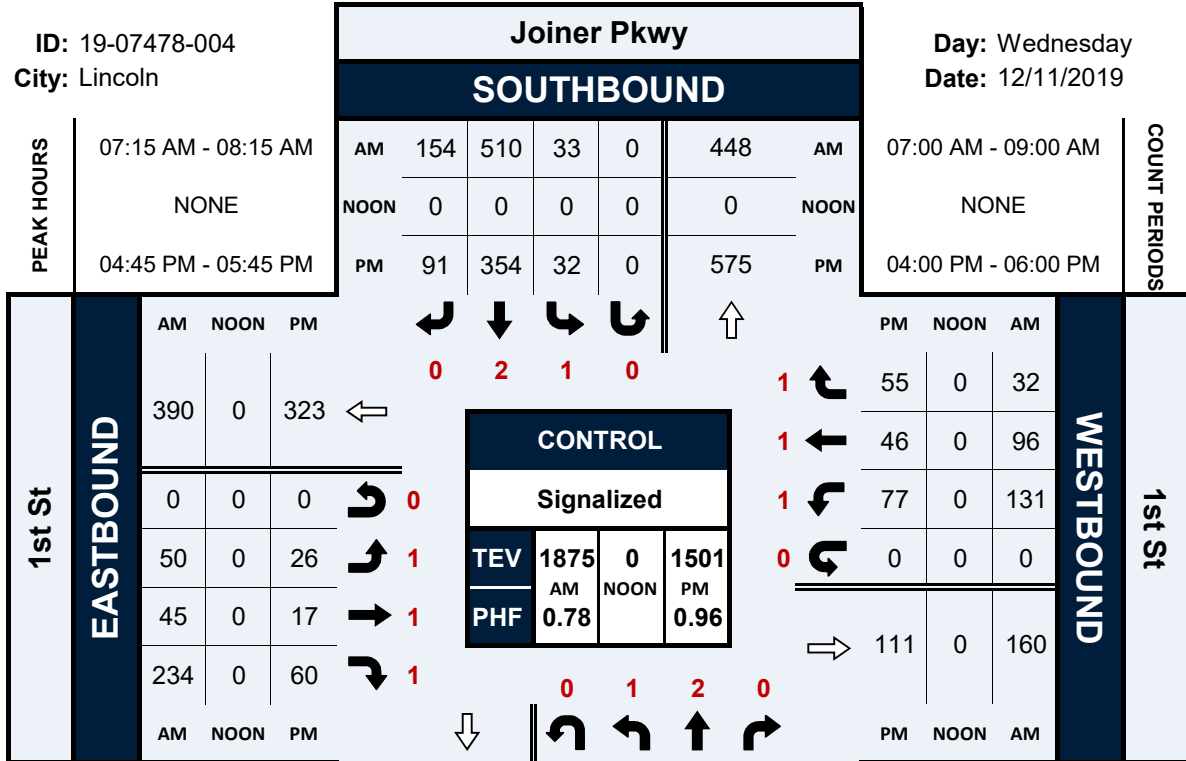 ID: 19-07478-004
City: Lincoln
Joiner Pkwy
SOUTHBOUND
Day: Wednesday
Date: 12/11/2019
PEAK HOURS
07:15 AM - 08:15 AM
NONE
04:45 PM - 05:45 PM
AM 154 510 33 0 448 AM
NOON 0 0 0 0 0 NOON
PM 91 354 32 0 575 PM
07:00 AM - 09:00 AM
NONE
04:00 PM - 06:00 PM
COUNT PERIODS
0 2 1 0
1st St
EASTBOUND
AM NOON PM
390 0 323
0 0 0 0
50 0 26 1
45 0 17 1
234 0 60 1
AM NOON PM
CONTROL
Signalized
TEV 1875 0 1501
AM NOON PM
PHF 0.78 0.96
PM NOON AM
1 55 0 32
1 46 0 96
1 77 0 131
0 0 0 0
111 0 160
PM NOON AM
WESTBOUND
1st St
0 1 2 0